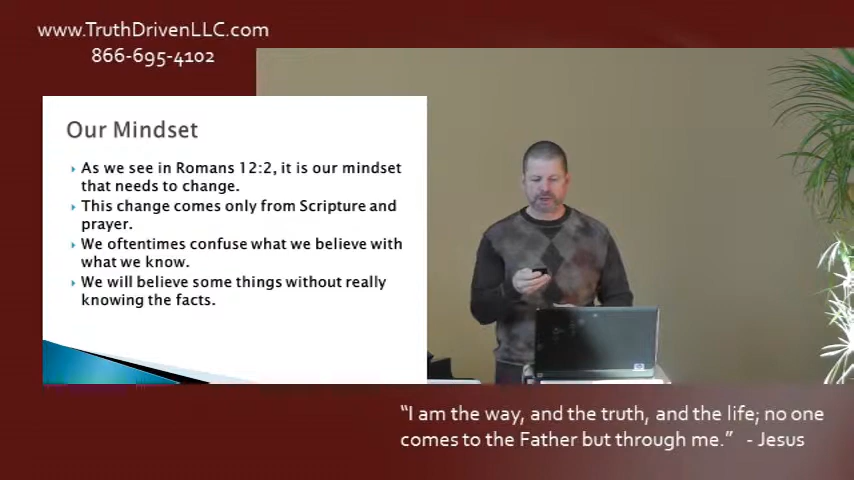 www.TruthDrivenLLC.com
866-695-4102
Our Mindset
As we see in Romans 12:2, it is our mindset
that needs to change.
This change comes only from Scripture and
prayer.
We oftentimes confuse what we believe with
what we know.
We will believe some things without really
knowing the facts.
“I am the way, and the truth, and the life; no one
comes to the Father but through me.”  - Jesus